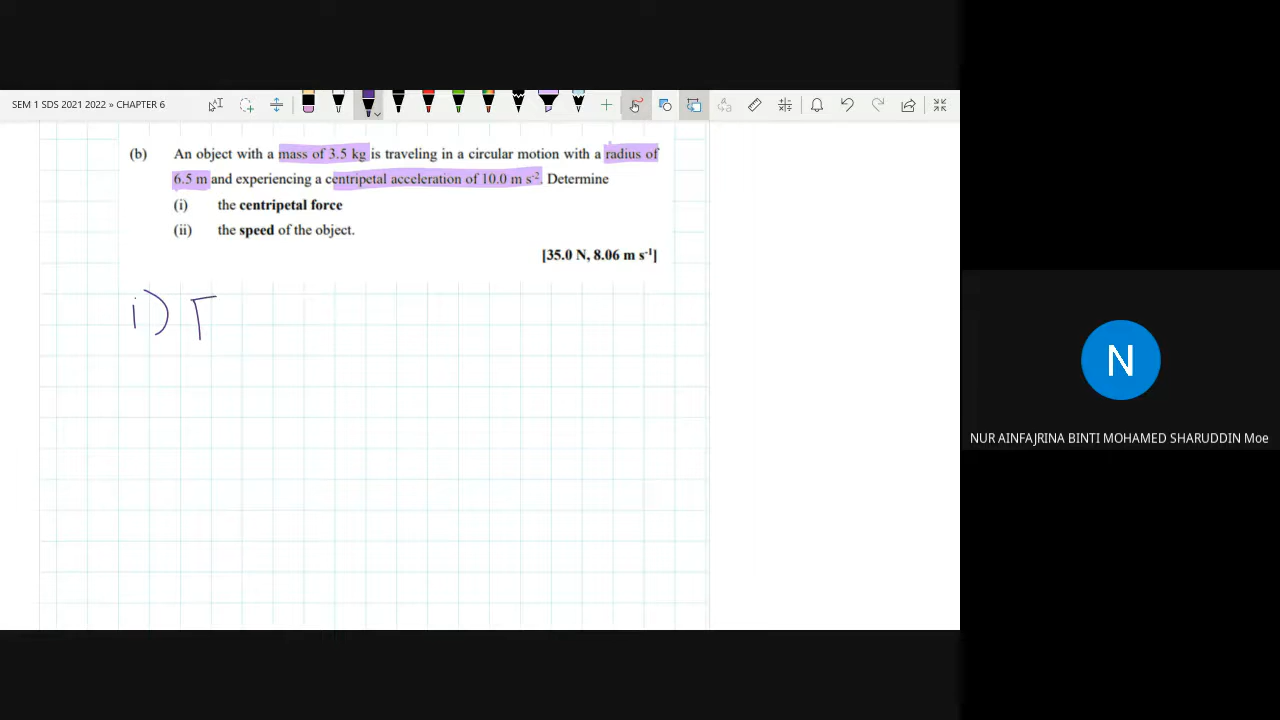 SEM 1 SDS 2021 2022 » CHAPTER 6
(b) An object with a mass of 3.5 kg is traveling in a circular motion with a radius of
6.5 m and experiencing a centripetal acceleration of 10.0 m s⁻². Determine
(i) the centripetal force
(ii) the speed of the object.
[35.0 N, 8.06 m s⁻¹]
i)
N
NUR AINFAJRINA BINTI MOHAMED SHARUDDIN Moe